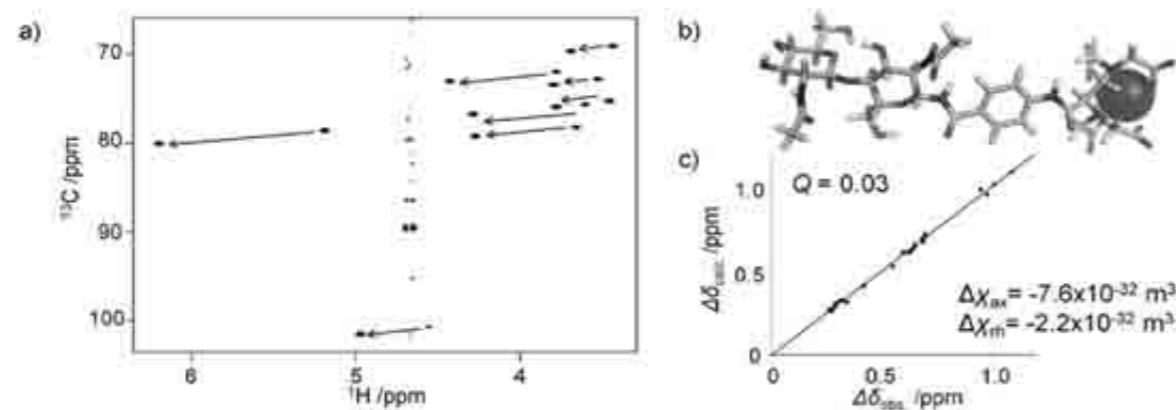 a)
70
80
90
100
¹³C /ppm
6
5
4
¹H /ppm
b)
c)
Q = 0.03
1.0
0.5
0
/ppm
Δχax= -7.6x10⁻³² m³
Δχrh= -2.2x10⁻³² m³
0
0.5
1.0
Δδobs. /ppm